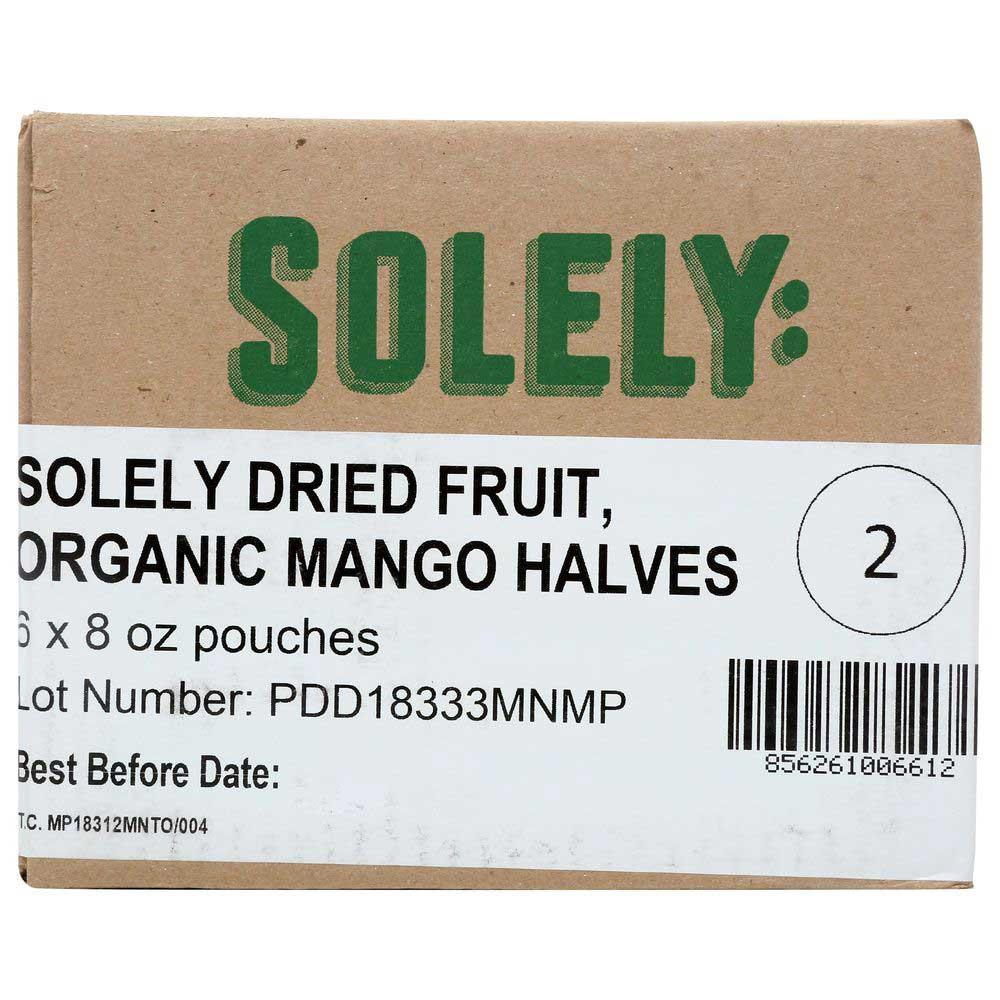 SOLELY:
SOLELY DRIED FRUIT,
ORGANIC MANGO HALVES
2
6 x 8 oz pouches
Lot Number: PDD18333MNMP
856261006612
Best Before Date:
T.C. MP18312MNTO/004